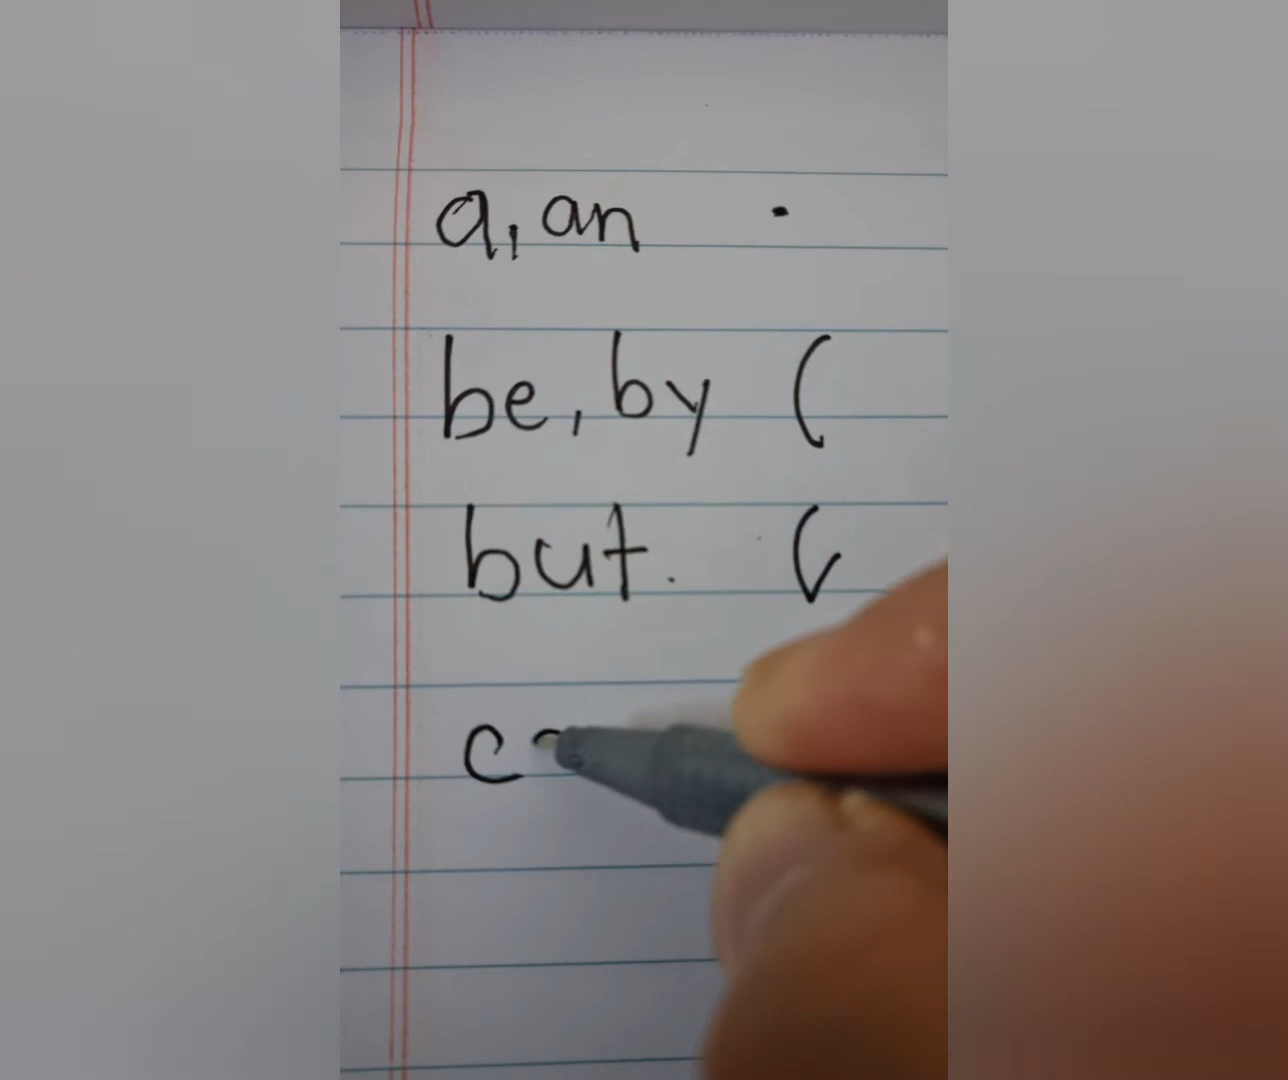 a, an .
be, by (
but. (
c